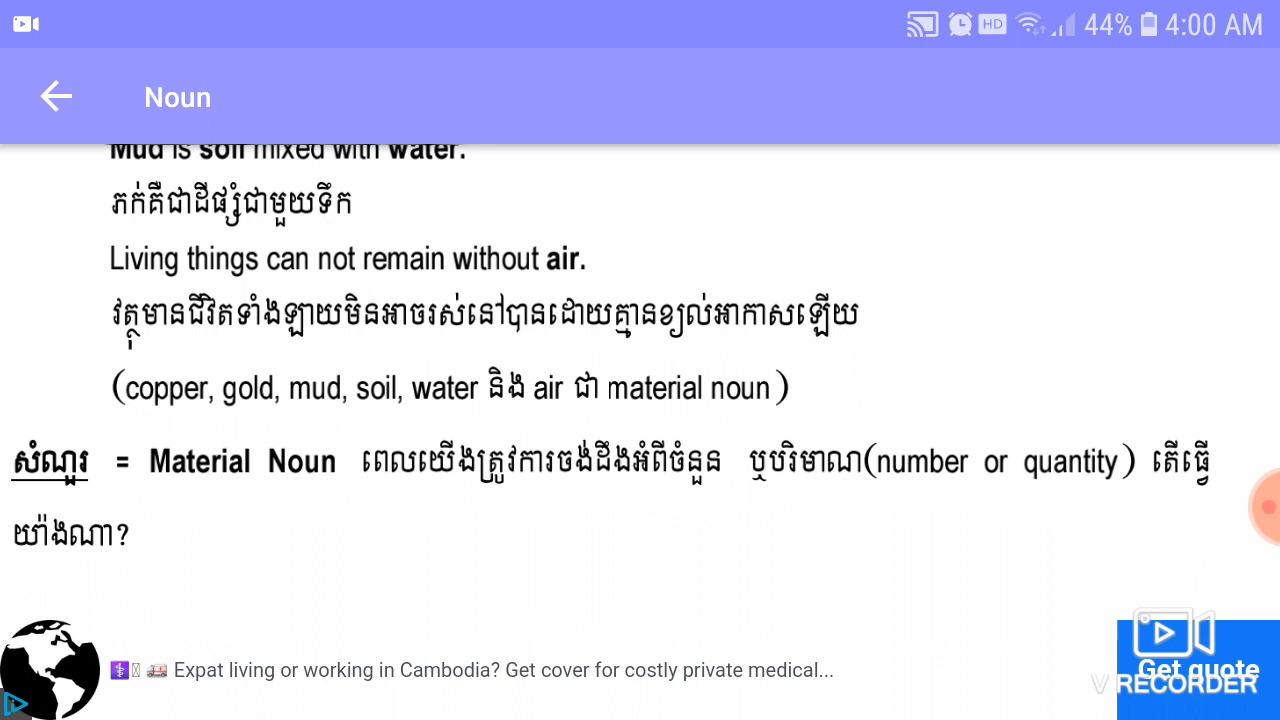 HD 44% 4:00 AM
Noun
Mud is soil mixed with water.
ភក់គឺជាដីផ្សំជាមួយទឹក
Living things can not remain without air.
វត្ថុមានជីវិតទាំងឡាយមិនអាចរស់នៅបានដោយគ្មានខ្យល់អាកាសឡើយ
(copper, gold, mud, soil, water និង air ជា material noun)
សំណួរ = Material Noun ពេលយើងត្រូវការចង់ដឹងអំពីចំនួន ឬបរិមាណ(number or quantity) តើធ្វើ
យ៉ាងណា?
Expat living or working in Cambodia? Get cover for costly private medical...
Get quote
V RECORDER